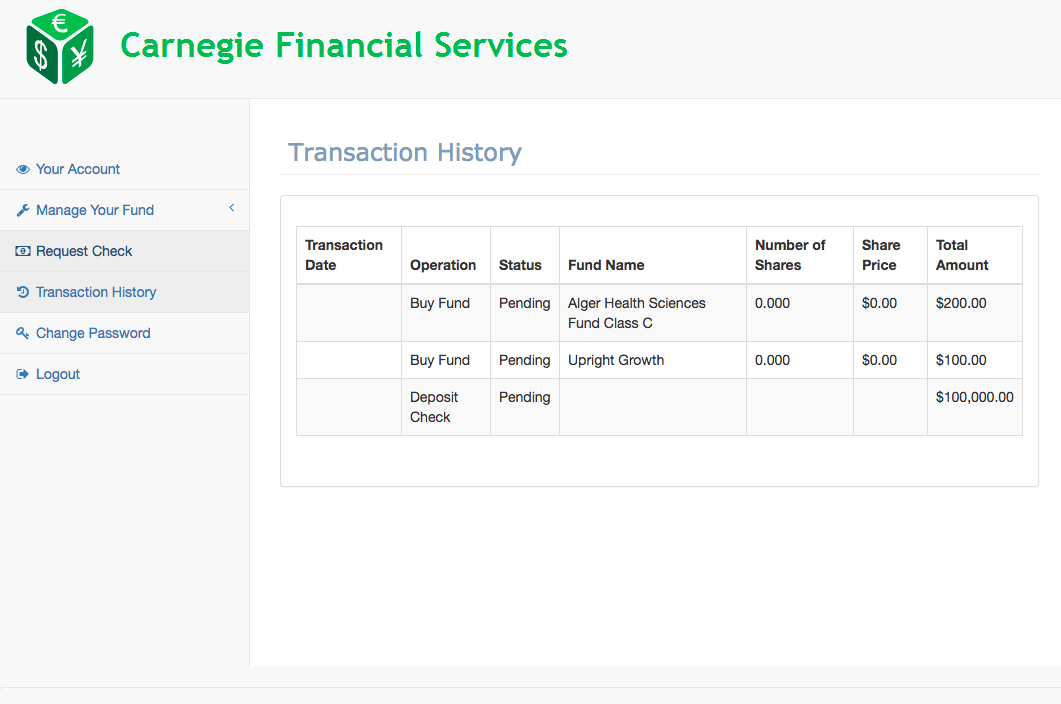 €
$ ¥
Carnegie Financial Services
Your Account
Manage Your Fund
Request Check
Transaction History
Change Password
Logout
Transaction History
Transaction Date Operation Status Fund Name Number of Shares Share Price Total Amount
Buy Fund Pending Alger Health Sciences Fund Class C 0.000 $0.00 $200.00
Buy Fund Pending Upright Growth 0.000 $0.00 $100.00
Deposit Check Pending $100,000.00